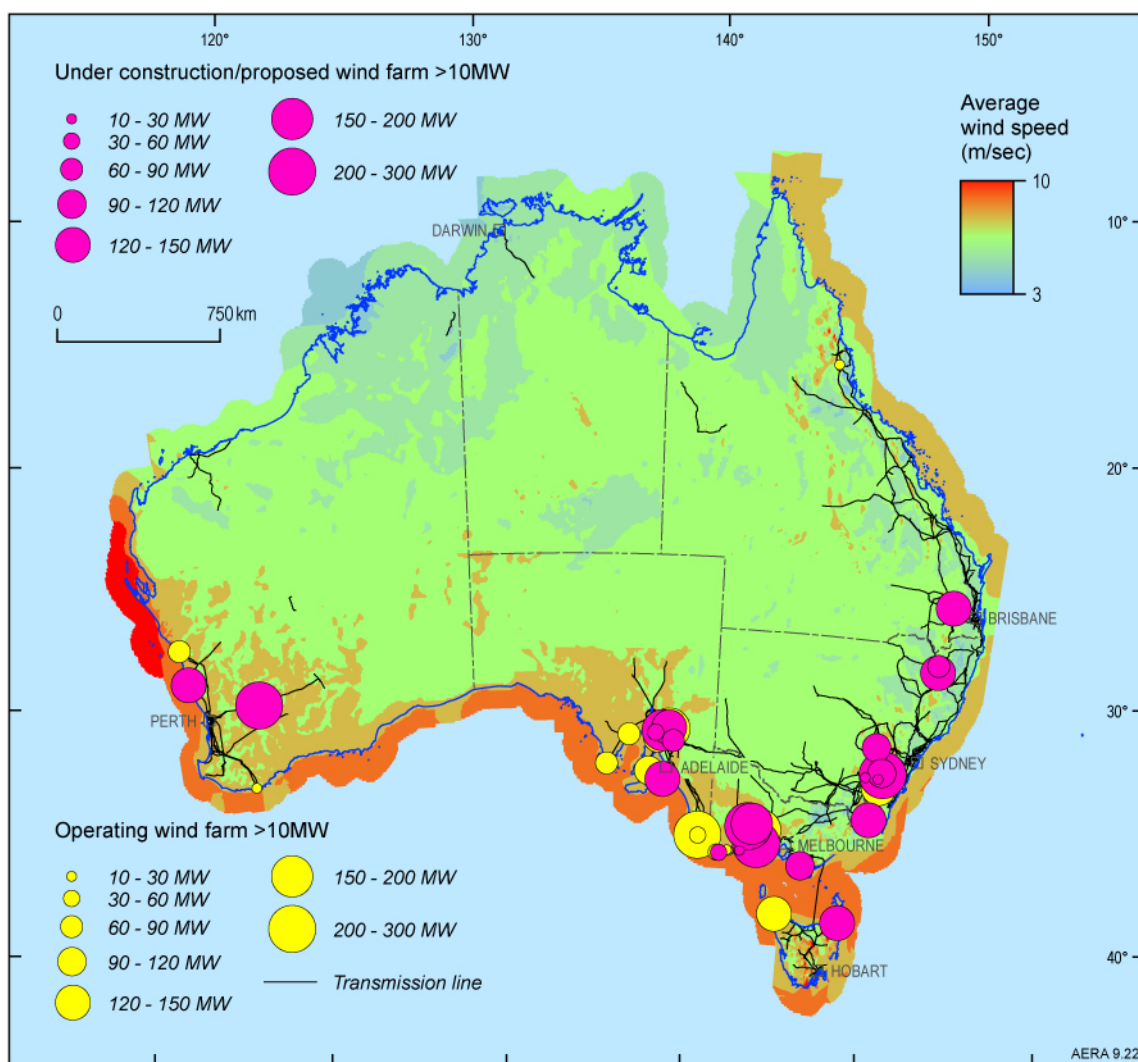 120°
130°
140°
150°
Under construction/proposed wind farm >10MW
10 - 30 MW
30 - 60 MW
60 - 90 MW
90 - 120 MW
120 - 150 MW
150 - 200 MW
200 - 300 MW
0
750 km
Average
wind speed
(m/sec)
10
3
10°
20°
30°
40°
DARWIN
BRISBANE
PERTH
ADELAIDE
SYDNEY
MELBOURNE
HOBART
Operating wind farm >10MW
10 - 30 MW
30 - 60 MW
60 - 90 MW
90 - 120 MW
120 - 150 MW
150 - 200 MW
200 - 300 MW
Transmission line
AERA 9.22